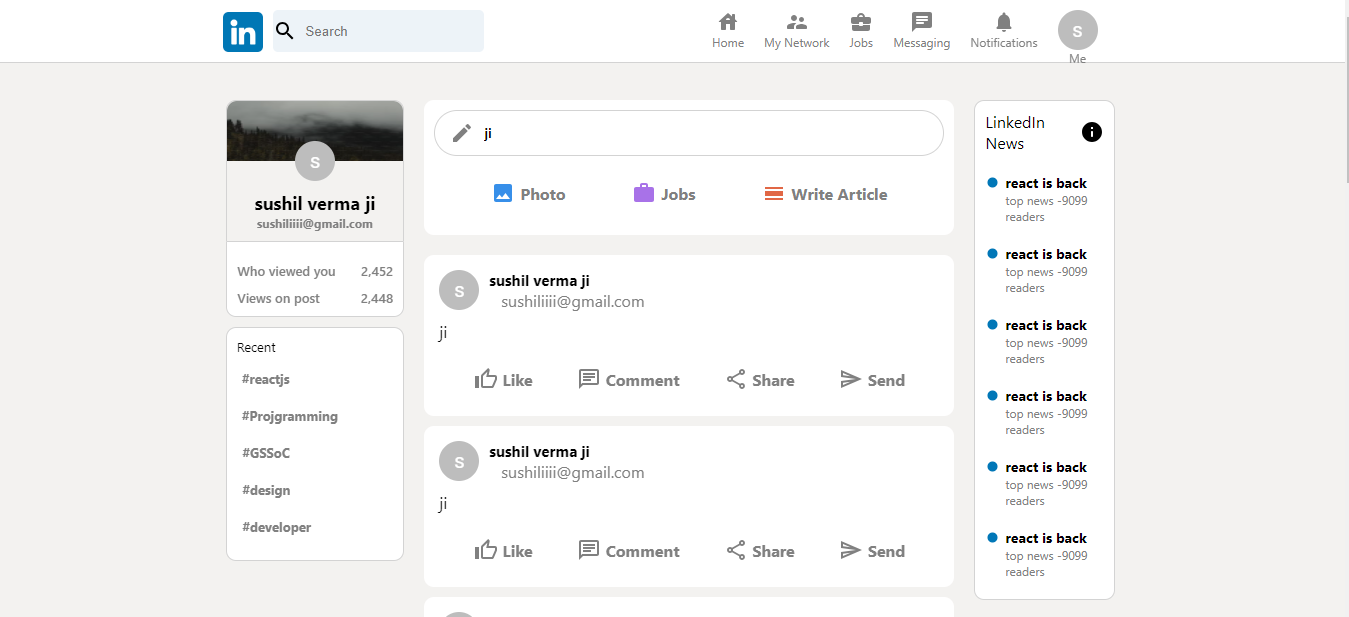 in
Search
Home
My Network
Jobs
Messaging
Notifications
S
Me
S
sushil verma ji
sushiliiii@gmail.com
Who viewed you 2,452
Views on post 2,448
Recent
#reactjs
#Projgramming
#GSSoC
#design
#developer
ji
Photo
Jobs
Write Article
S
sushil verma ji
sushiliiii@gmail.com
ji
Like
Comment
Share
Send
S
sushil verma ji
sushiliiii@gmail.com
ji
Like
Comment
Share
Send
LinkedIn
News
react is back
top news -9099
readers
react is back
top news -9099
readers
react is back
top news -9099
readers
react is back
top news -9099
readers
react is back
top news -9099
readers
react is back
top news -9099
readers